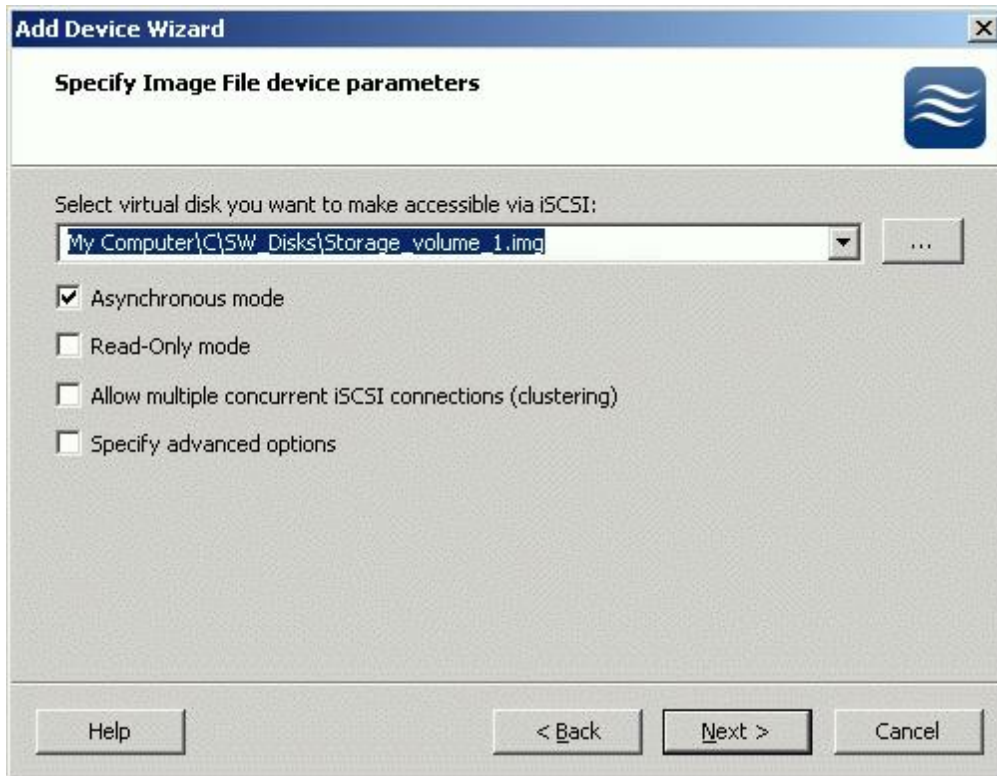 Add Device Wizard
Specify Image File device parameters
Select virtual disk you want to make accessible via iSCSI:
My Computer\C\SW_Disks\Storage_volume_1.img
...
Asynchronous mode
Read-Only mode
Allow multiple concurrent iSCSI connections (clustering)
Specify advanced options
Help
< Back
Next >
Cancel